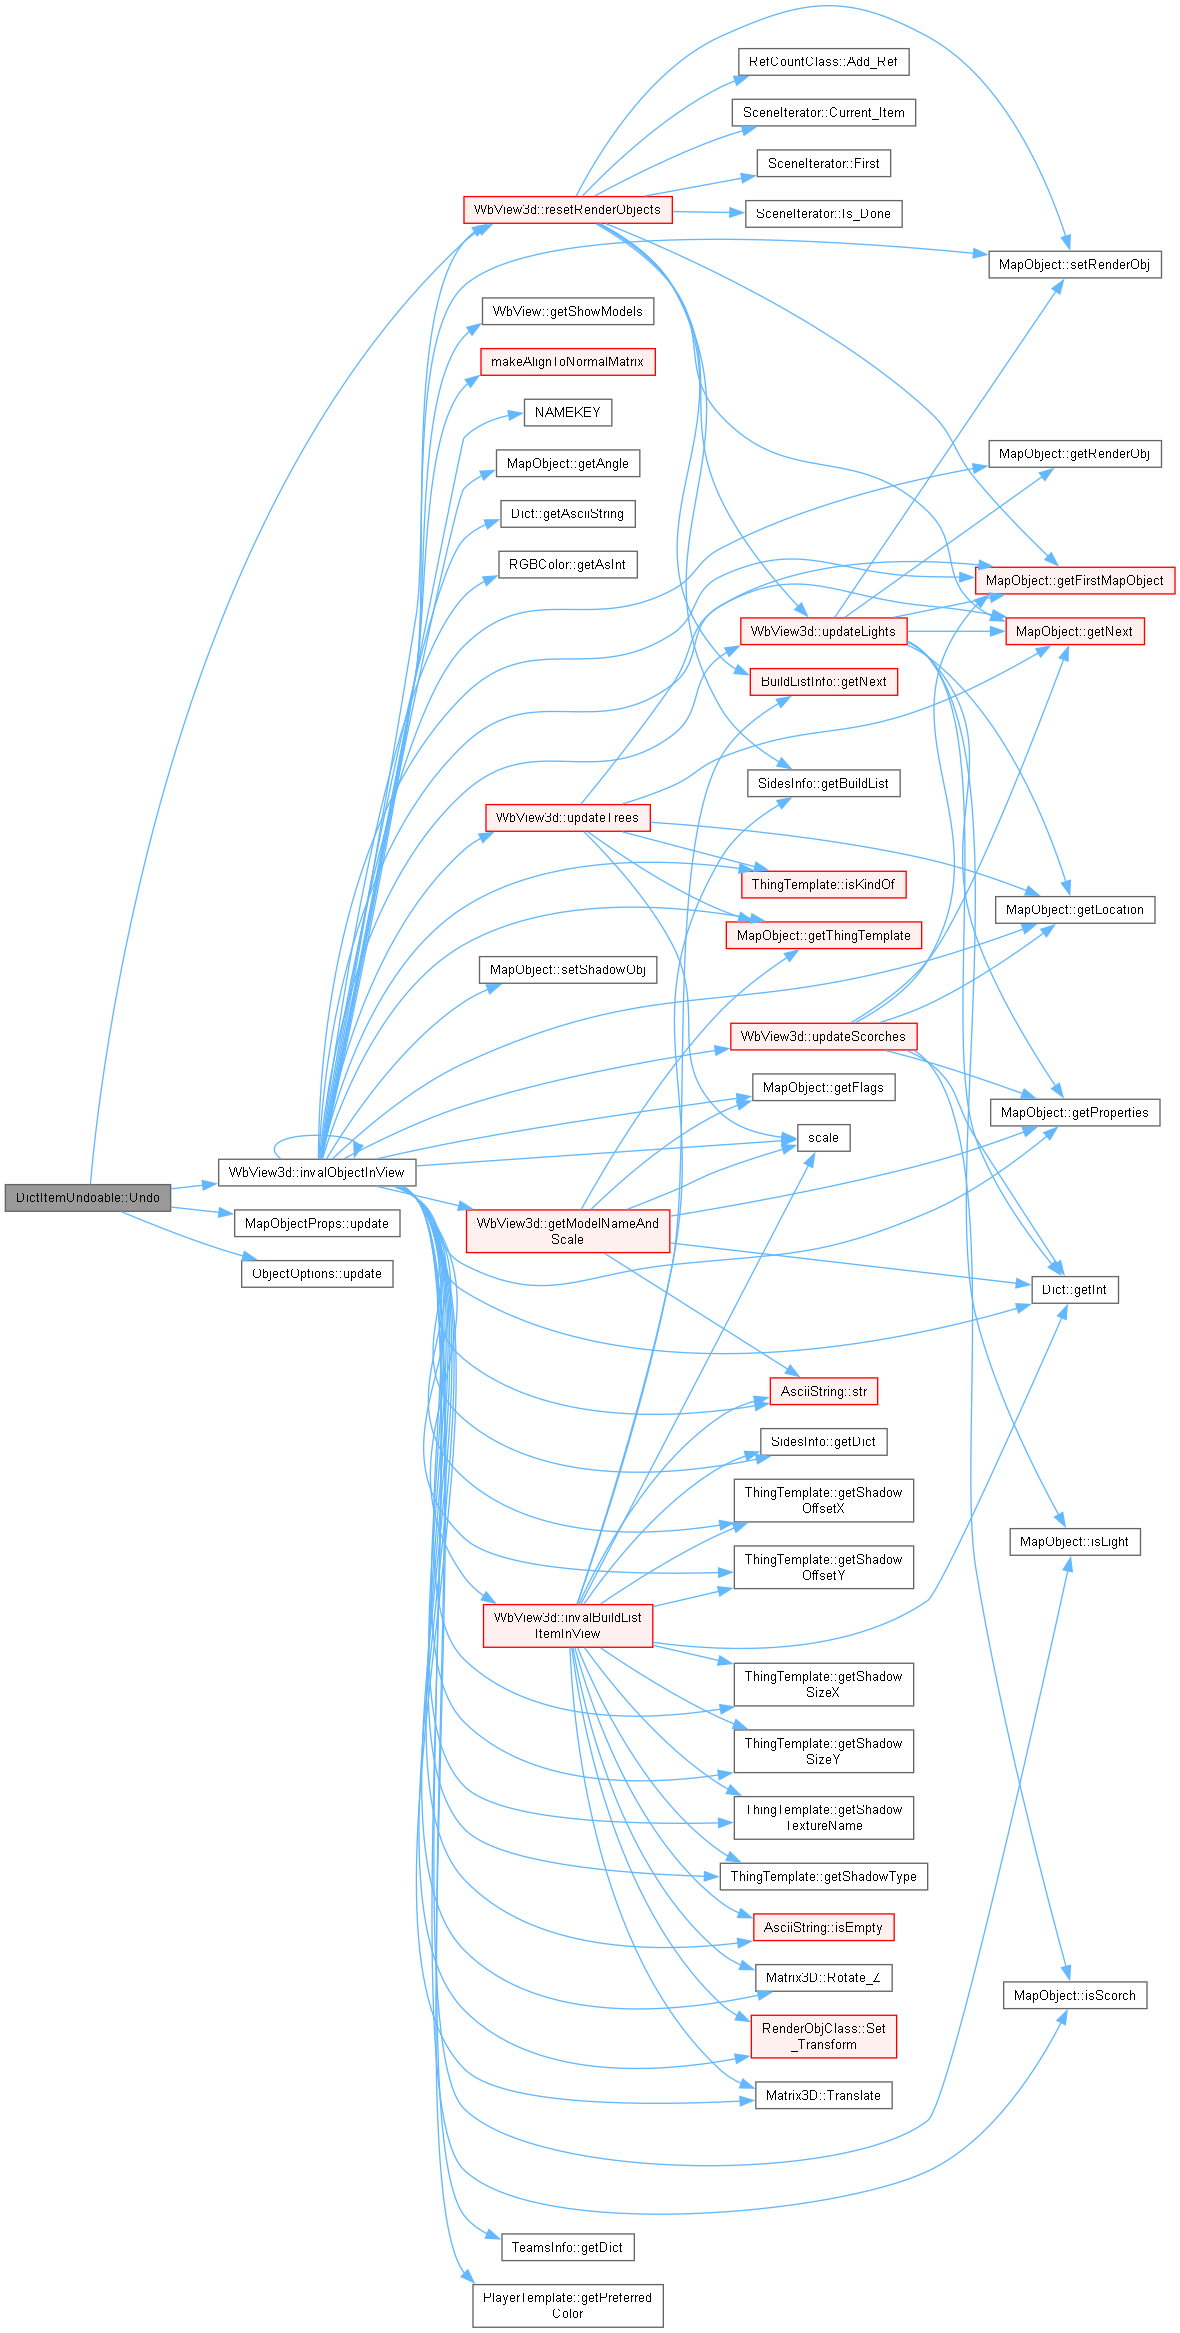 RefCountClass::Add_Ref
SceneIterator::Current_Item
SceneIterator::First
WbView3d::resetRenderObjects
SceneIterator::Is_Done
MapObject::setRenderObj
WbView::getShowModels
makeAlignToNormalMatrix
NAMEKEY
MapObject::getRenderObj
MapObject::getAngle
Dict::getAsciiString
RGBColor::getAsInt
MapObject::getFirstMapObject
WbView3d::updateLights
MapObject::getNext
BuildListInfo::getNext
SidesInfo::getBuildList
WbView3d::updateTrees
ThingTemplate::isKindOf
MapObject::getLocation
MapObject::getThingTemplate
MapObject::setShadowObj
WbView3d::updateScorches
MapObject::getFlags
MapObject::getProperties
scale
WbView3d::invalObjectInView
DictItemUndoable::Undo
MapObjectProps::update
WbView3d::getModelNameAnd
Scale
ObjectOptions::update
Dict::getInt
AsciiString::str
SidesInfo::getDict
ThingTemplate::getShadow
OffsetX
MapObject::isLight
ThingTemplate::getShadow
OffsetY
WbView3d::invalBuildList
ItemInView
ThingTemplate::getShadow
SizeX
ThingTemplate::getShadow
SizeY
ThingTemplate::getShadow
TextureName
ThingTemplate::getShadowType
AsciiString::isEmpty
Matrix3D::Rotate_Z
MapObject::isScorch
RenderObjClass::Set
_Transform
Matrix3D::Translate
TeamsInfo::getDict
PlayerTemplate::getPreferred
Color